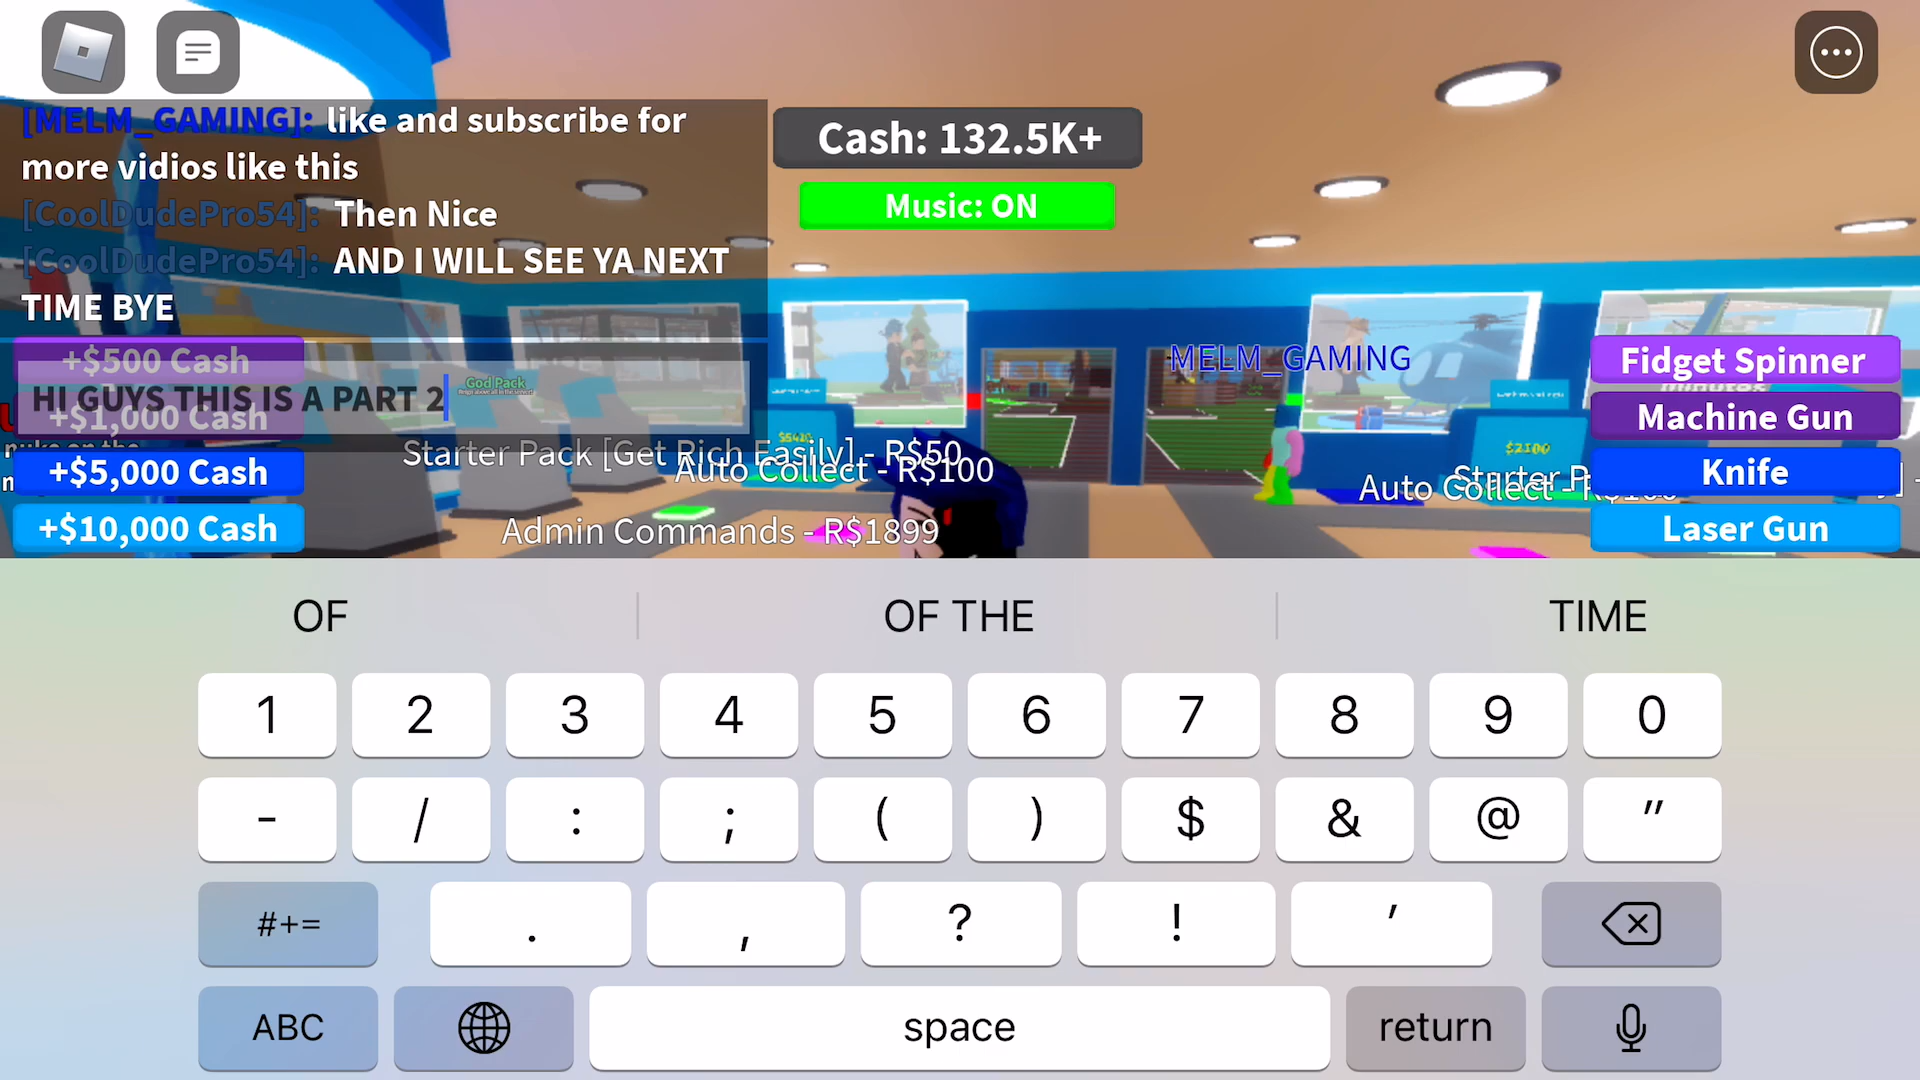 [MELM_GAMING]: like and subscribe for
more vidios like this
[CoolDudePro54]: Then Nice
[CoolDudePro54]: AND I WILL SEE YA NEXT
TIME BYE
Cash: 132.5K+
Music: ON
+$500 Cash
HI GUYS THIS IS A PART 2
God Pack
+$1,000 Cash
+$5,000 Cash
+$10,000 Cash
MELM_GAMING
Starter Pack [Get Rich Easily] - R$50
Auto Collect - R$100
Admin Commands - R$1899
$2100
Starter P
Auto Collect - R$100
Fidget Spinner
minutes
Machine Gun
Knife
Laser Gun
OF
OF THE
TIME
1 2 3 4 5 6 7 8 9 0
- / : ; ( ) $ & @ "
#+= . , ? ! '
ABC space return